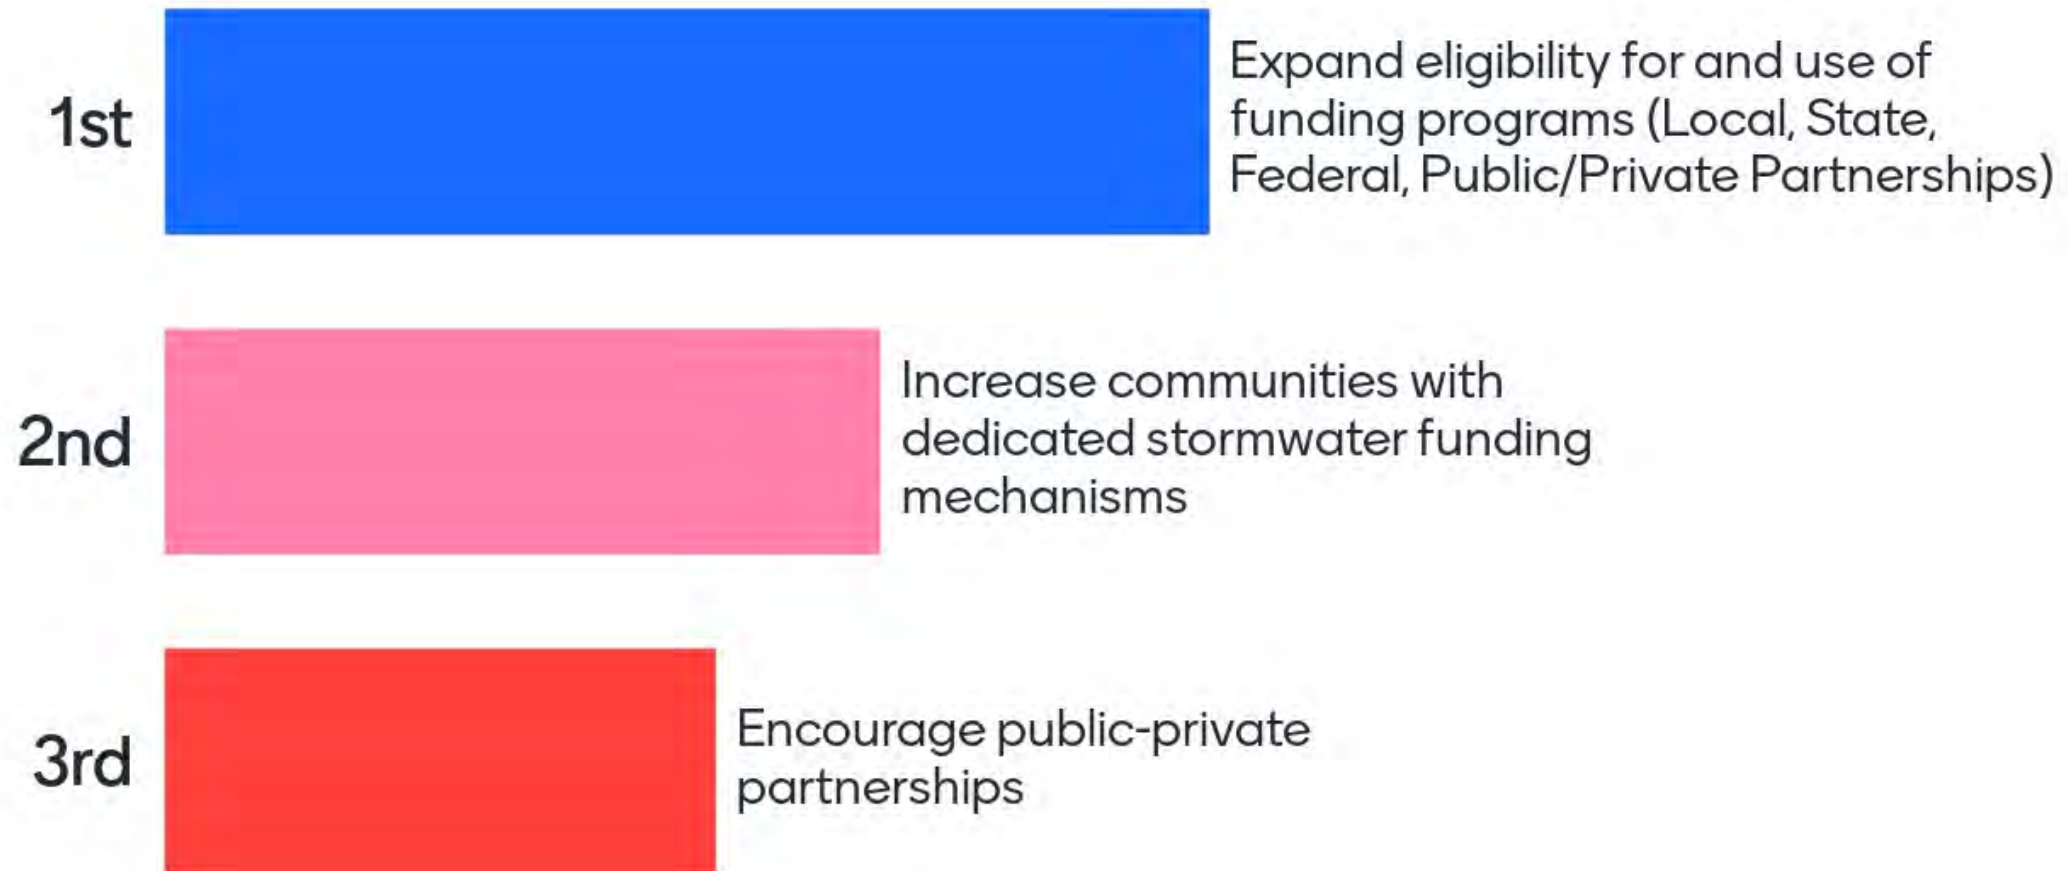 1st
Expand eligibility for and use of
funding programs (Local, State,
Federal, Public/Private Partnerships)
2nd
Increase communities with
dedicated stormwater funding
mechanisms
3rd
Encourage public-private
partnerships